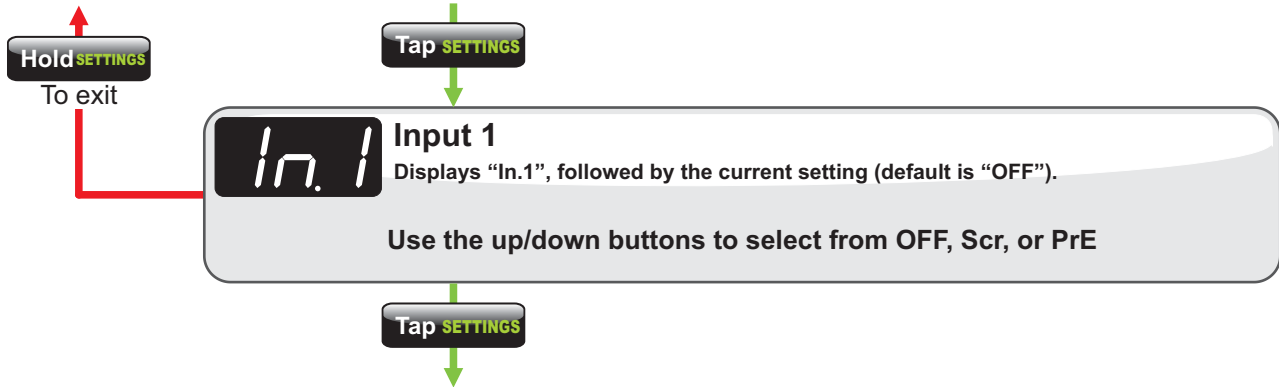 Hold SETTINGS
To exit
Tap SETTINGS
In.1
Input 1
Displays “In.1”, followed by the current setting (default is “OFF”).
Use the up/down buttons to select from OFF, Scr, or PrE
Tap SETTINGS